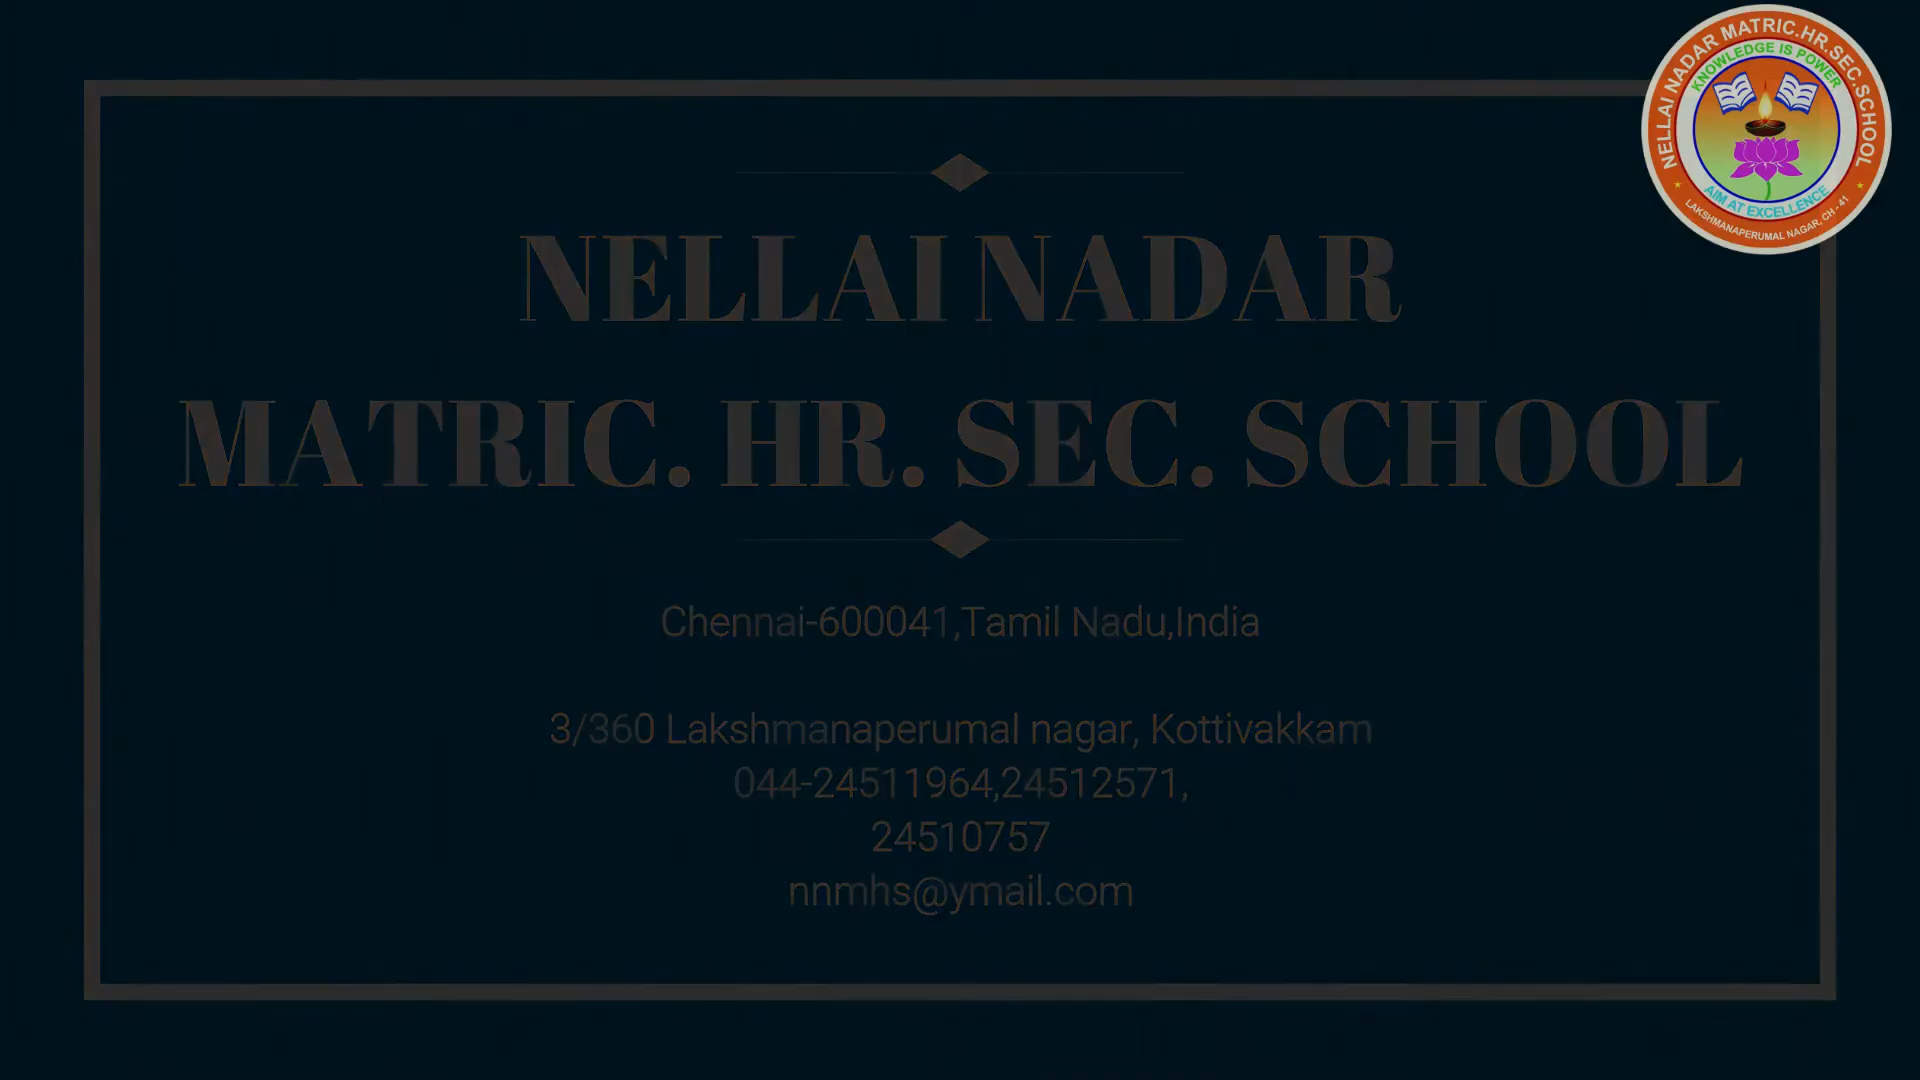 NELLAI NADAR MATRIC.HR.SEC.SCHOOL
KNOWLEDGE IS POWER
AIM AT EXCELLENCE
LAKSHMANAPERUMAL NAGAR, CH - 41
NELLAI NADAR
MATRIC. HR. SEC. SCHOOL
Chennai-600041,Tamil Nadu,India
3/360 Lakshmanaperumal nagar, Kottivakkam
044-24511964,24512571,
24510757
nnmhs@ymail.com